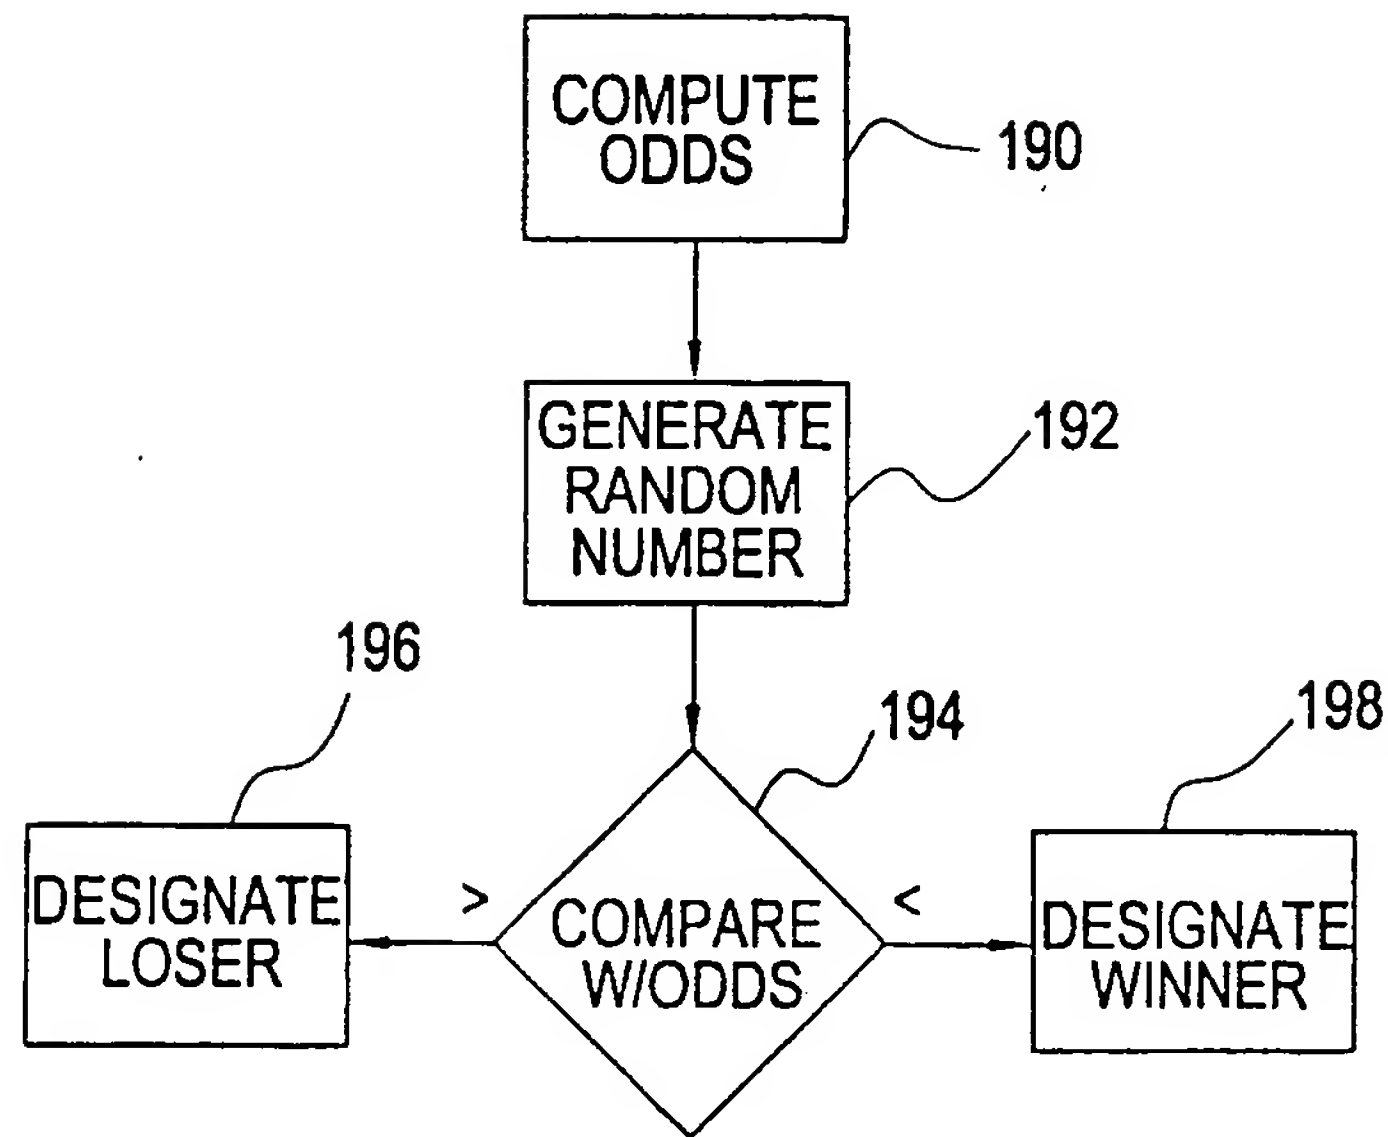 COMPUTE
ODDS
190
GENERATE
RANDOM
NUMBER
192
196
194
198
DESIGNATE
LOSER
>
COMPARE
W/ODDS
<
DESIGNATE
WINNER